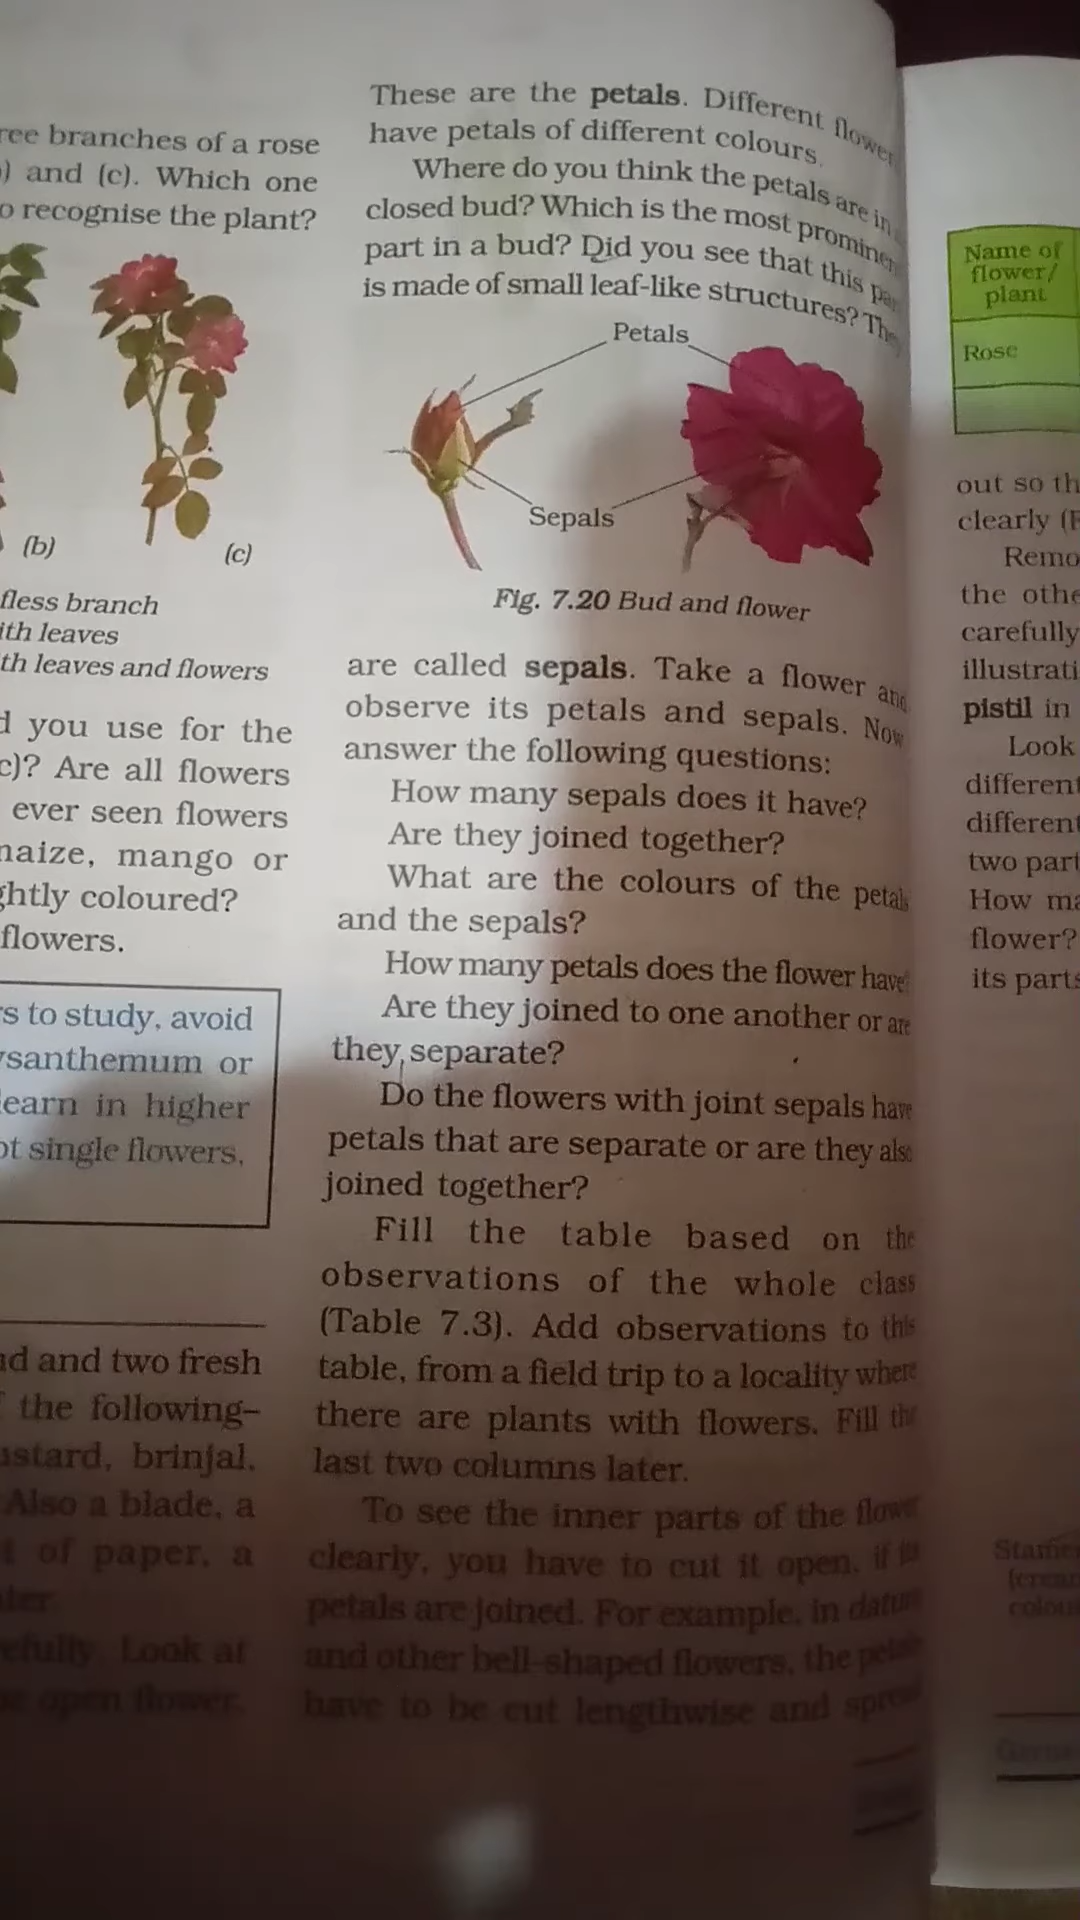 ree branches of a rose
) and (c). Which one
o recognise the plant?
(b)
(c)
fless branch
ith leaves
th leaves and flowers
d you use for the
c)? Are all flowers
ever seen flowers
naize, mango or
ghtly coloured?
flowers.
s to study, avoid
ysanthemum or
learn in higher
ot single flowers,
nd and two fresh
the following–
ustard, brinjal,
Also a blade, a
t of paper, a
efully. Look at
open flower.
These are the petals. Different flower
have petals of different colours.
Where do you think the petals are in
closed bud? Which is the most prominen
part in a bud? Did you see that this par
is made of small leaf-like structures? They
Petals
Sepals
Fig. 7.20 Bud and flower
are called sepals. Take a flower and
observe its petals and sepals. Now
answer the following questions:
How many sepals does it have?
Are they joined together?
What are the colours of the petals
and the sepals?
How many petals does the flower have?
Are they joined to one another or are
they separate?
Do the flowers with joint sepals have
petals that are separate or are they also
joined together?
Fill the table based on the
observations of the whole class
(Table 7.3). Add observations to this
table, from a field trip to a locality where
there are plants with flowers. Fill the
last two columns later.
To see the inner parts of the flower
clearly, you have to cut it open, if its
petals are joined. For example, in datura
and other bell-shaped flowers, the petals
have to be cut lengthwise and spread
Name of
flower/
plant
Rose
out so th
clearly (F
Remo
the othe
carefully
illustrati
pistil in
Look
different
different
two part
How ma
flower?
its parts